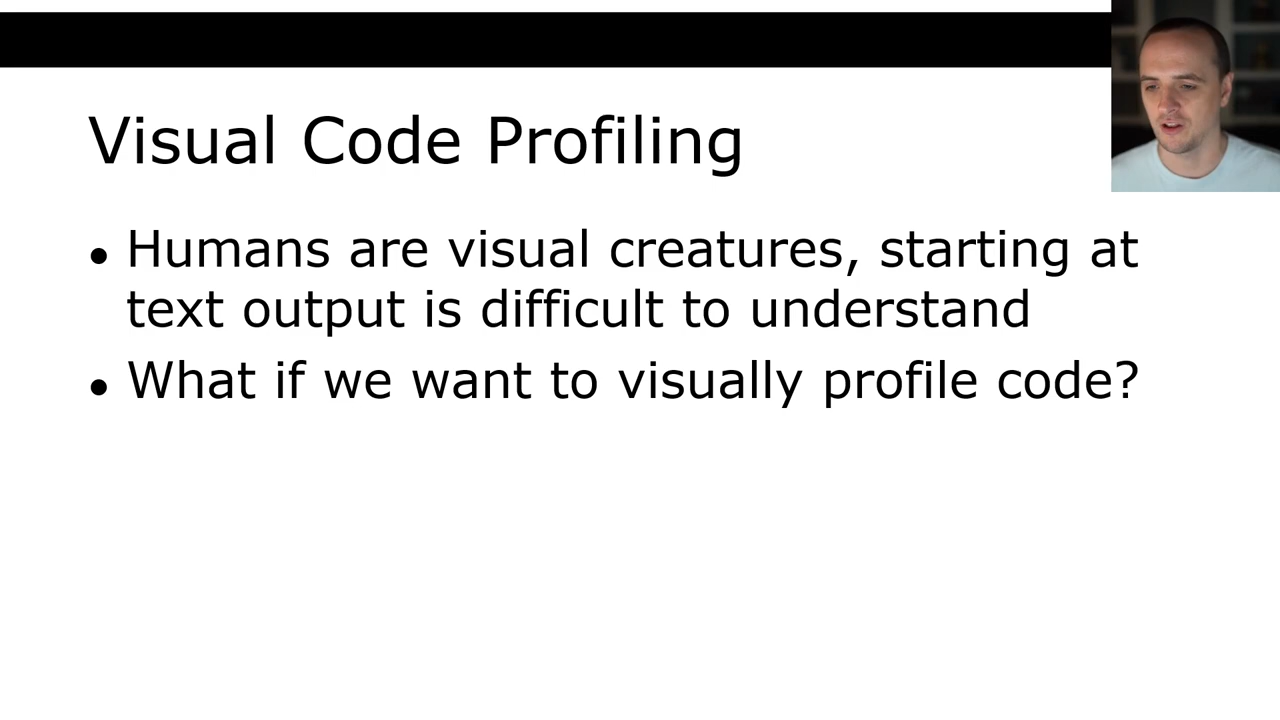 Visual Code Profiling
• Humans are visual creatures, starting at
text output is difficult to understand
• What if we want to visually profile code?